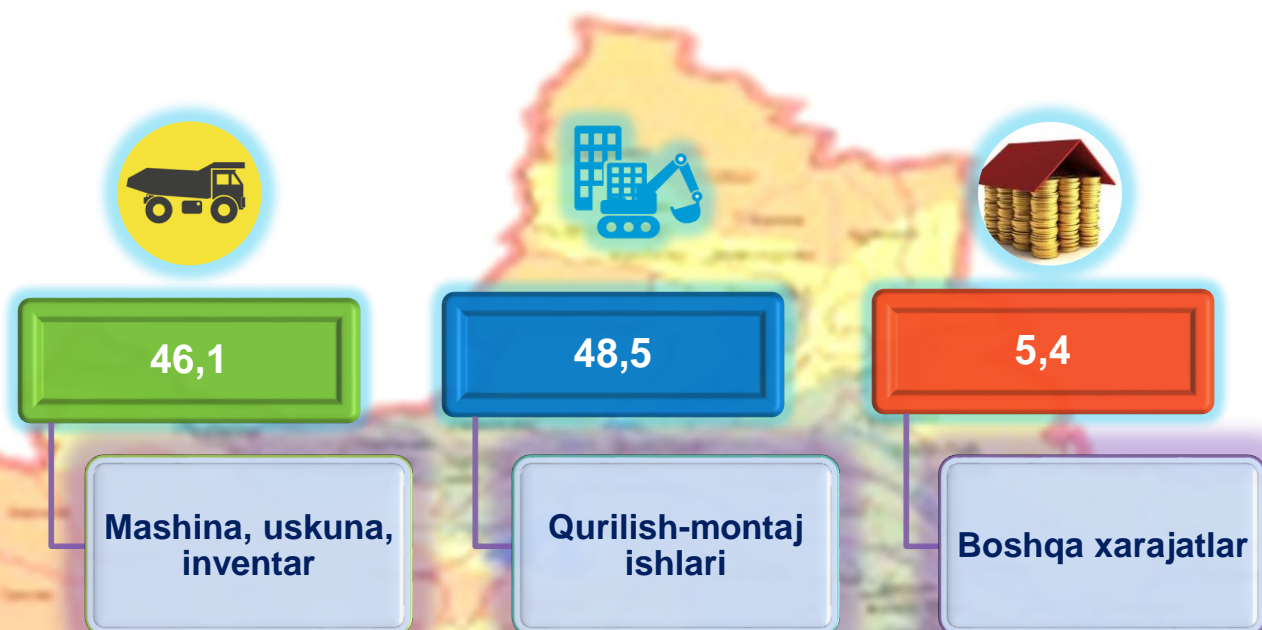 46,1
48,5
5,4
Mashina, uskuna,
inventar
Qurilish-montaj
ishlari
Boshqa xarajatlar